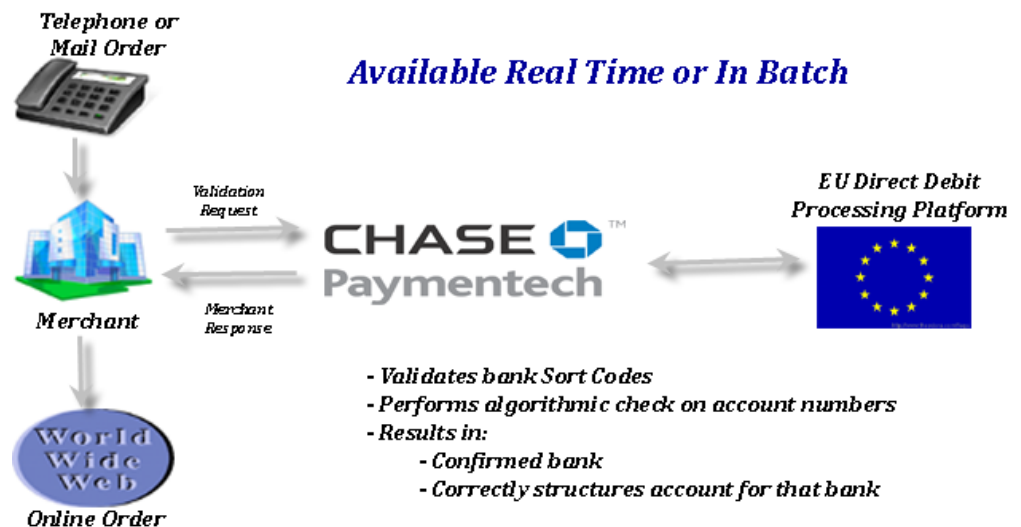 Telephone or
Mail Order
Available Real Time or In Batch
Validation
Request
EU Direct Debit
Processing Platform
CHASE ™
Paymentech
Merchant
Merchant
Response
- Validates bank Sort Codes
- Performs algorithmic check on account numbers
- Results in:
- Confirmed bank
- Correctly structures account for that bank
World
Wide
Web
Online Order